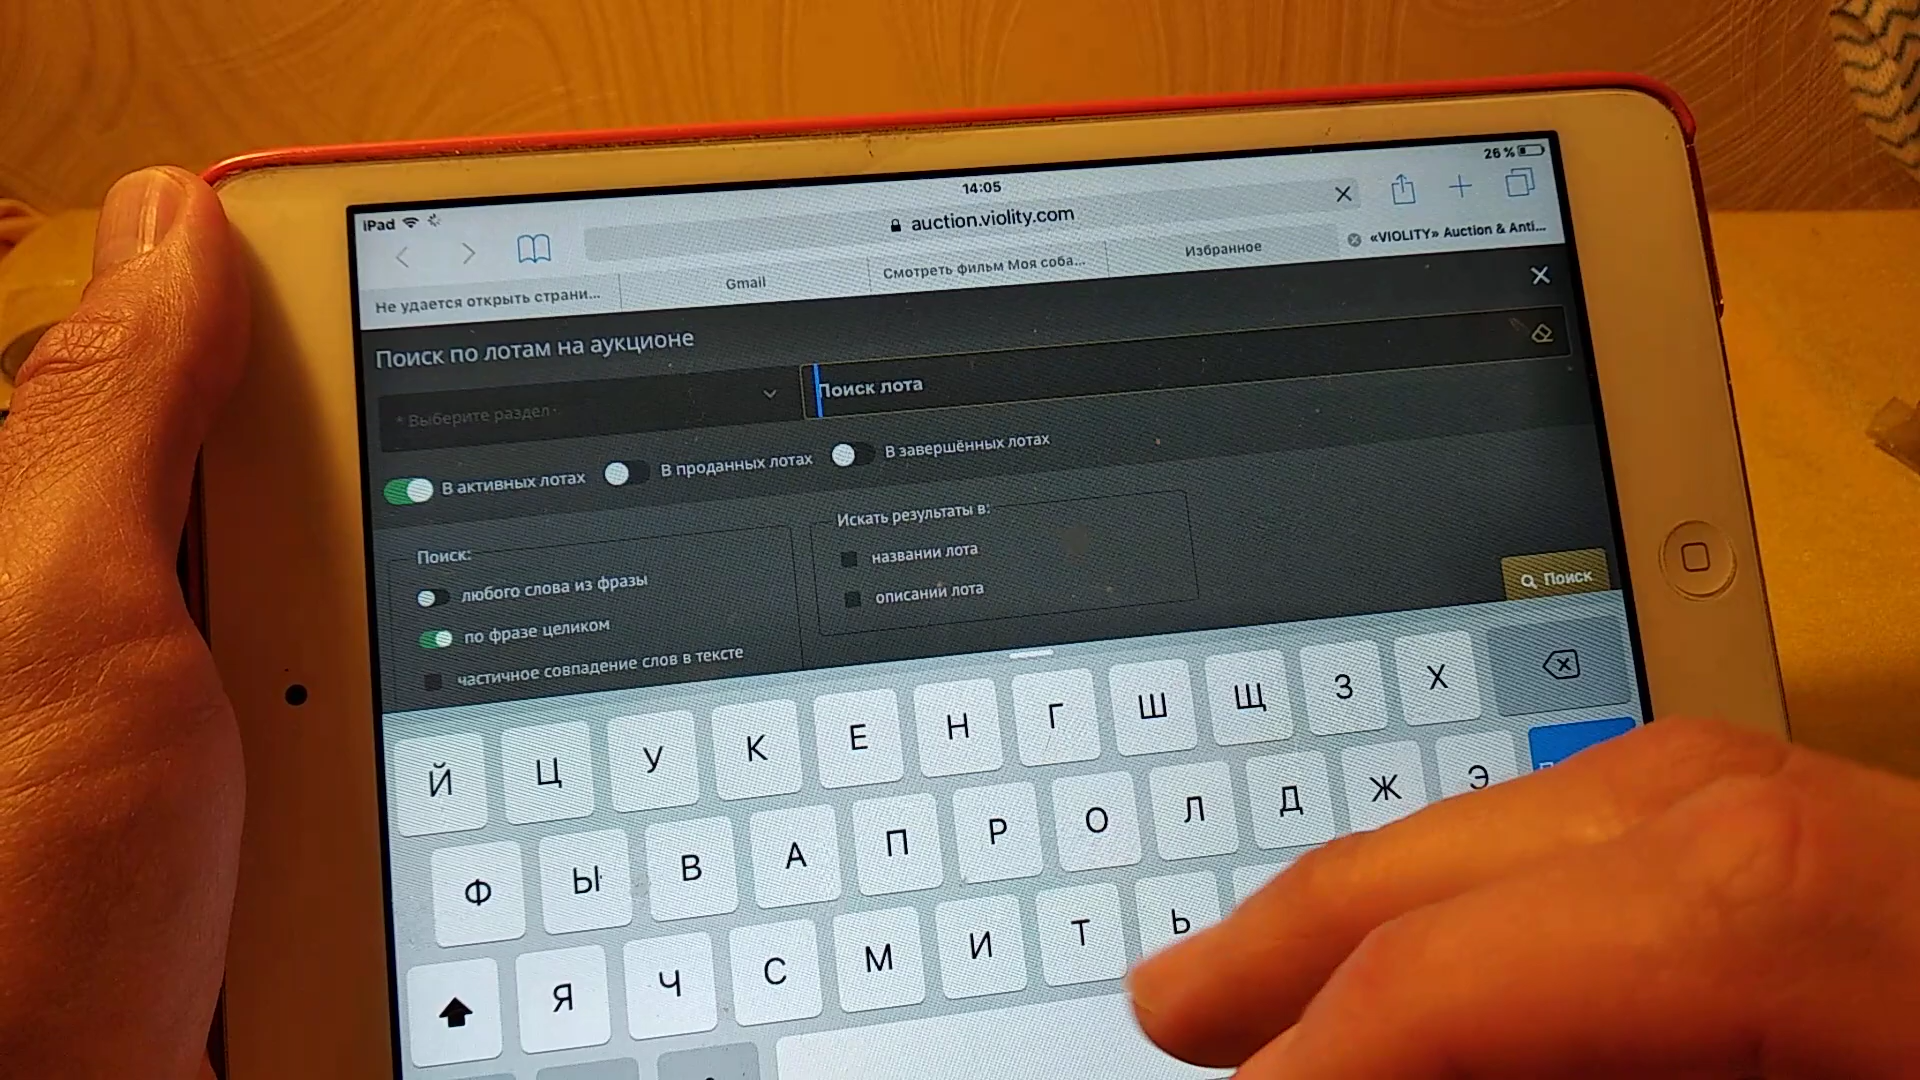 iPad
14:05
26 %
auction.violity.com
Не удается открыть страни...
Gmail
Смотреть фильм Моя соба...
Избранное
«VIOLITY» Auction & Anti...
Поиск по лотам на аукционе
* Выберите раздел
Поиск лота
В активных лотах
В проданных лотах
В завершённых лотах
Поиск:
любого слова из фразы
по фразе целиком
частичное совпадение слов в тексте
Искать результаты в:
названии лота
описаний лота
Поиск
Й Ц У К Е Н Г Ш Щ З Х
Ф Ы В А П Р О Л Д Ж Э
Я Ч С М И Т Ь